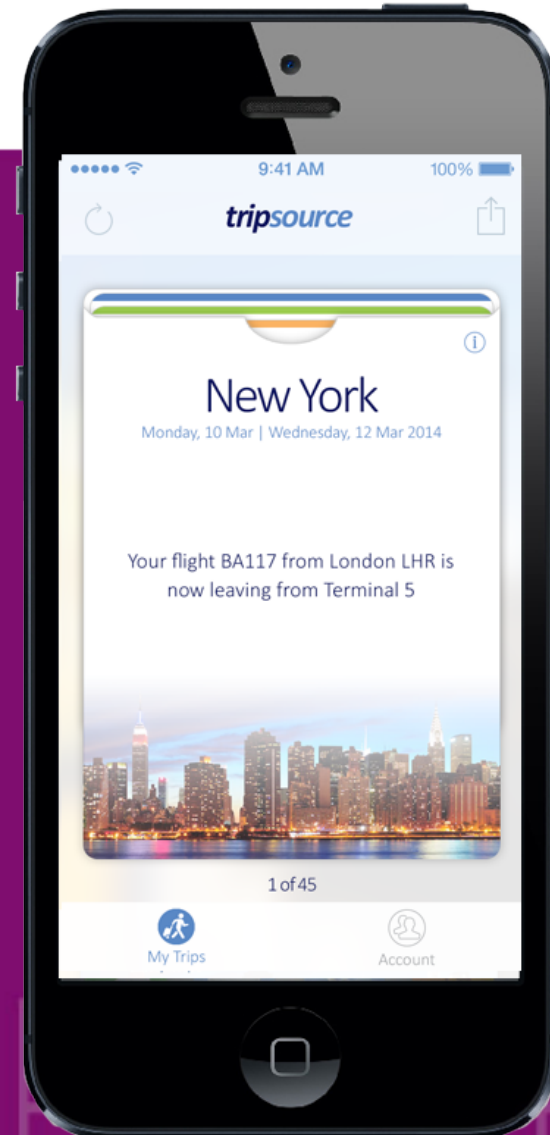 9:41 AM 100%
tripsource
New York
Monday, 10 Mar | Wednesday, 12 Mar 2014
Your flight BA117 from London LHR is
now leaving from Terminal 5
1 of 45
My Trips Account